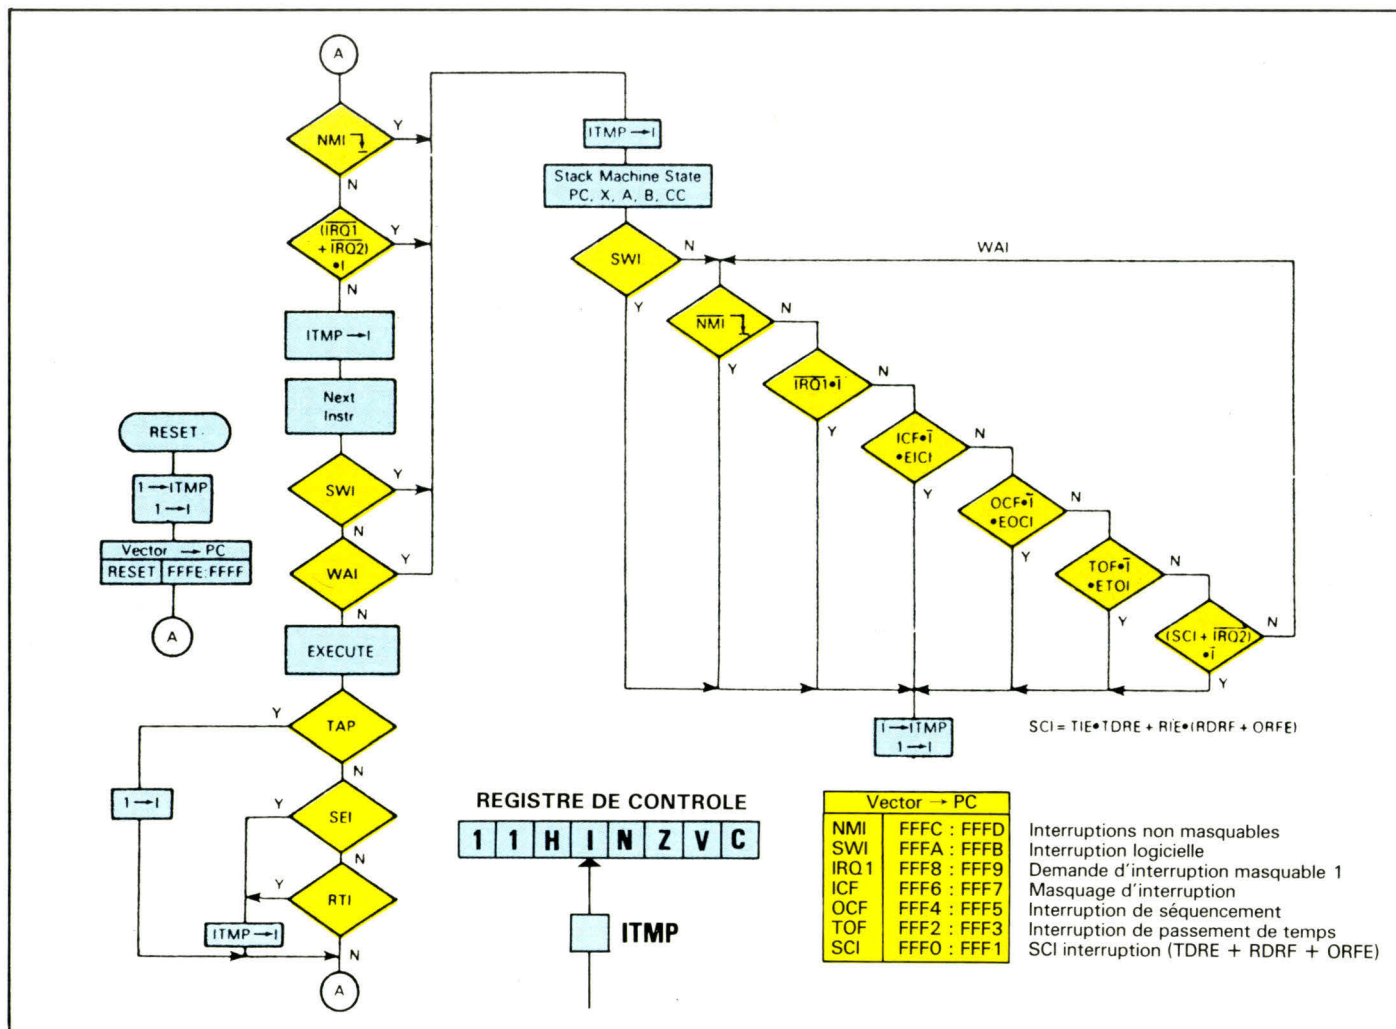 A
NMI
Y
N
(IRQ1
+ IRQ2)
•I
Y
N
ITMP → I
Next
Instr
SWI
Y
N
WAI
Y
N
EXECUTE
TAP
Y
N
1 → I
SEI
Y
N
RTI
Y
N
ITMP → I
A
RESET
1 → ITMP
1 → I
Vector → PC
RESET FFFE:FFFF
A
ITMP → I
Stack Machine State
PC, X, A, B, CC
SWI
N
Y
WAI
NMI
N
Y
IRQ1•I
N
Y
ICF•I
•EICI
N
Y
OCF•I
•EOCI
N
Y
TOF•I
•ETOI
N
Y
(SCI + IRQ2)
•I
N
Y
I → ITMP
1 → I
SCI = TIE•TDRE + RIE•(RDRF + ORFE)
REGISTRE DE CONTROLE
1 1 H I N Z V C
ITMP
Vector → PC
NMI FFFC : FFFD Interruptions non masquables
SWI FFFA : FFFB Interruption logicielle
IRQ1 FFF8 : FFF9 Demande d'interruption masquable 1
ICF FFF6 : FFF7 Masquage d'interruption
OCF FFF4 : FFF5 Interruption de séquencement
TOF FFF2 : FFF3 Interruption de passement de temps
SCI FFF0 : FFF1 SCI interruption (TDRE + RDRF + ORFE)